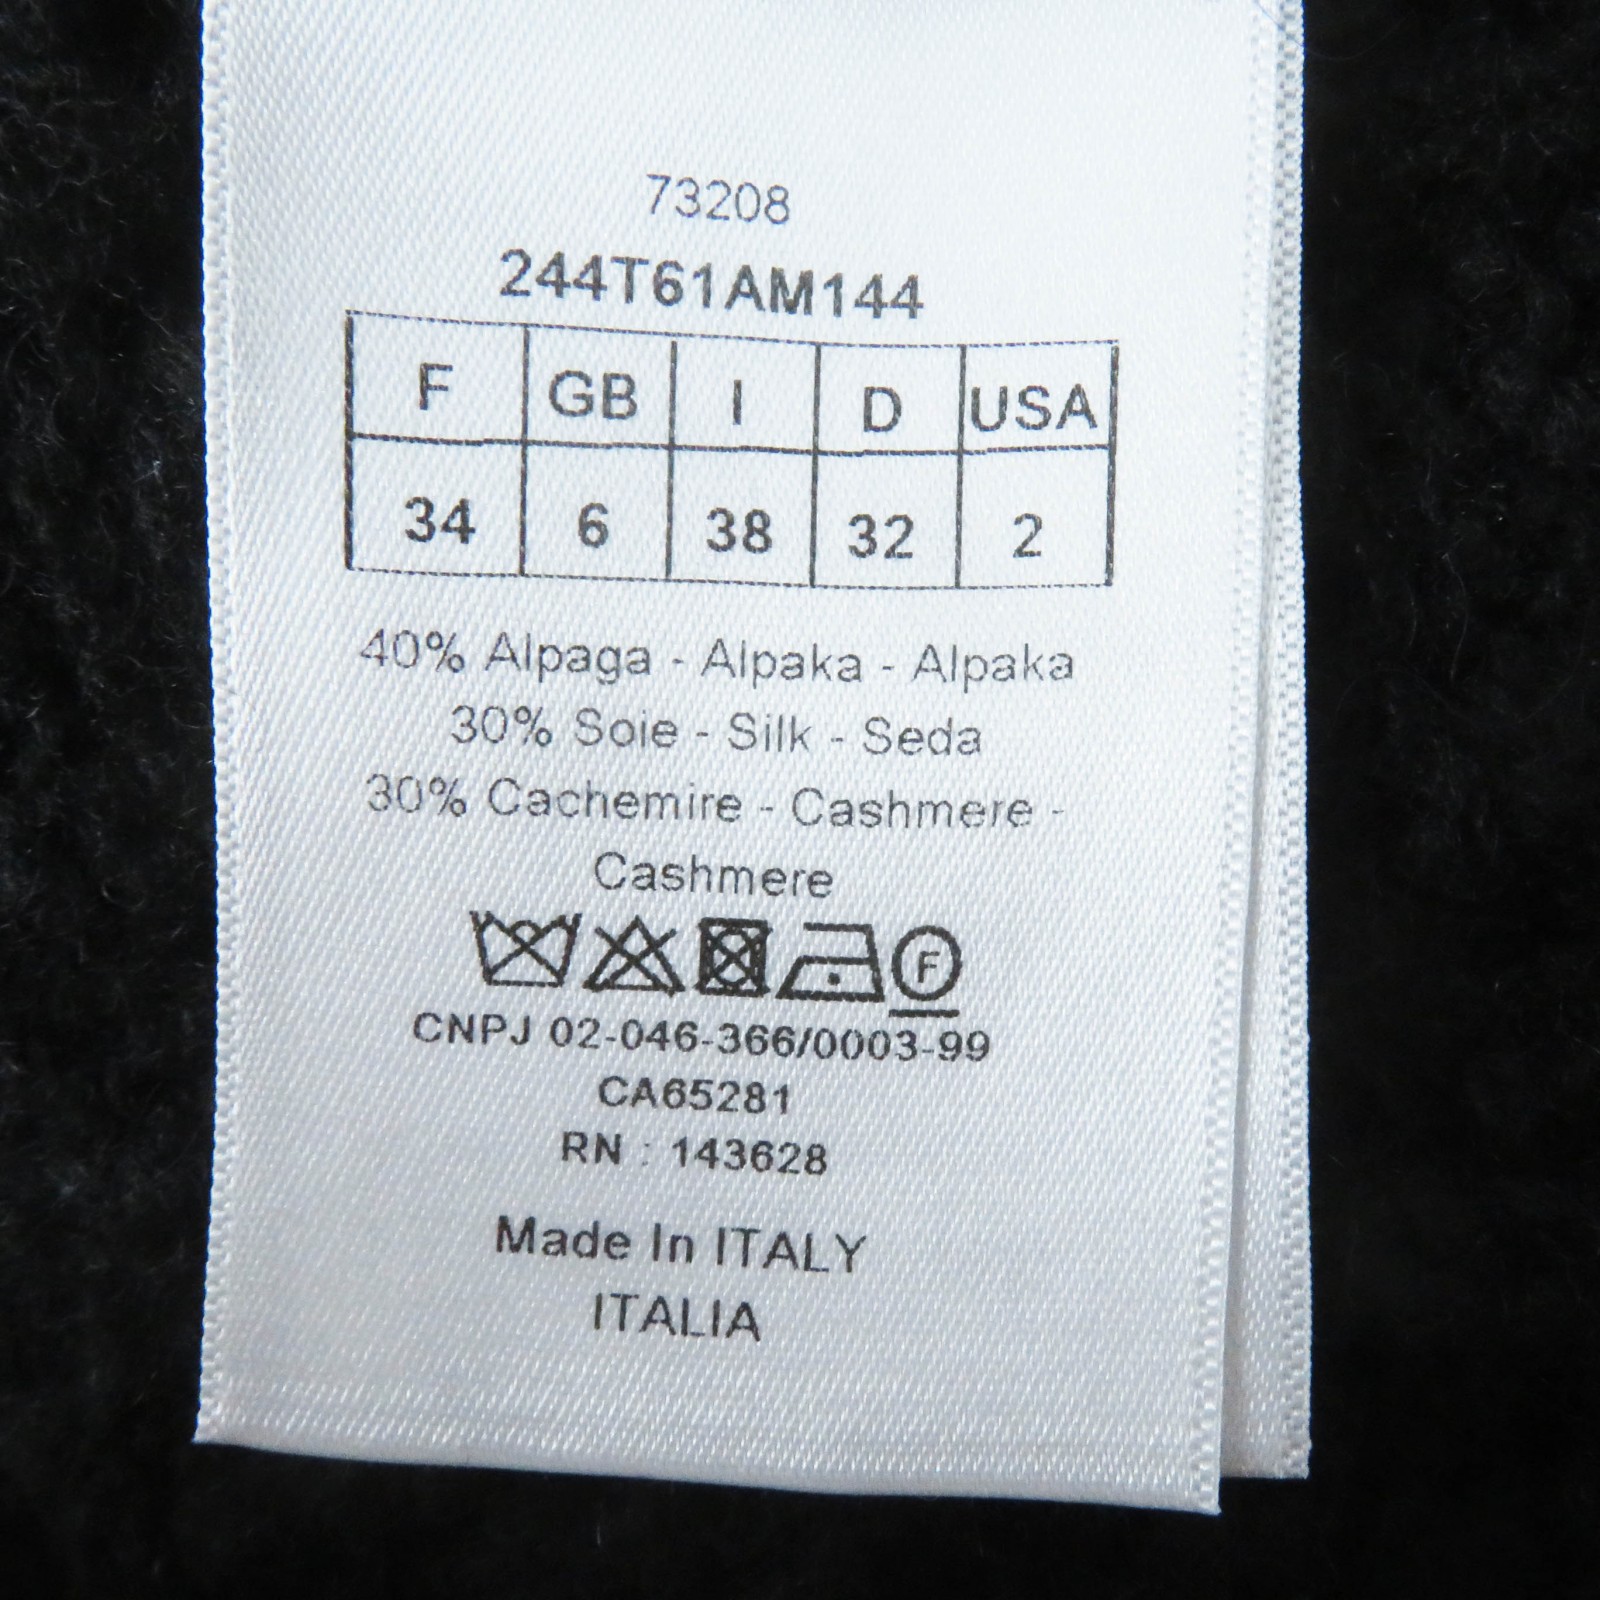 73208
244T61AM144
F GB I D USA
34 6 38 32 2
40% Alpaga - Alpaka - Alpaka
30% Soie - Silk - Seda
30% Cachemire - Cashmere -
Cashmere
F
CNPJ 02-046-366/0003-99
CA65281
RN : 143628
Made In ITALY
ITALIA